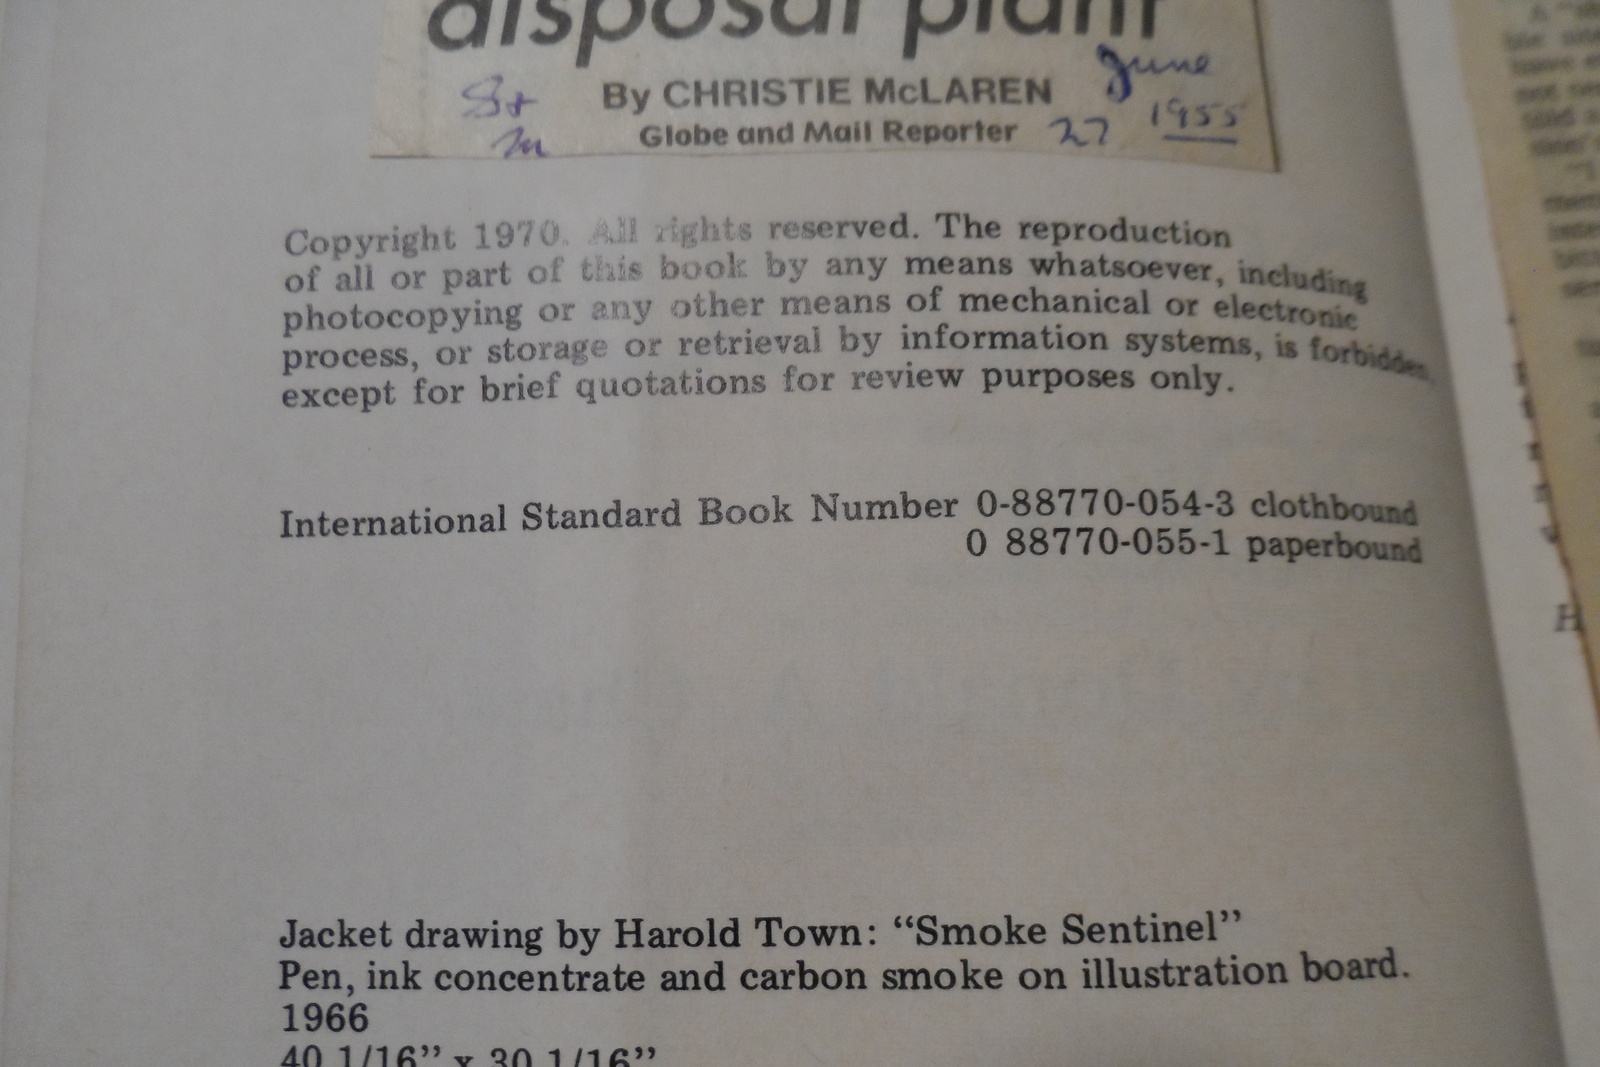 disposal plant
By CHRISTIE McLAREN
June
Globe and Mail Reporter
27 1955
Copyright 1970. All rights reserved. The reproduction
of all or part of this book by any means whatsoever, including
photocopying or any other means of mechanical or electronic
process, or storage or retrieval by information systems, is forbidden,
except for brief quotations for review purposes only.
International Standard Book Number 0-88770-054-3 clothbound
0 88770-055-1 paperbound
Jacket drawing by Harold Town: “Smoke Sentinel”
Pen, ink concentrate and carbon smoke on illustration board.
1966
40 1/16” x 30 1/16”
H